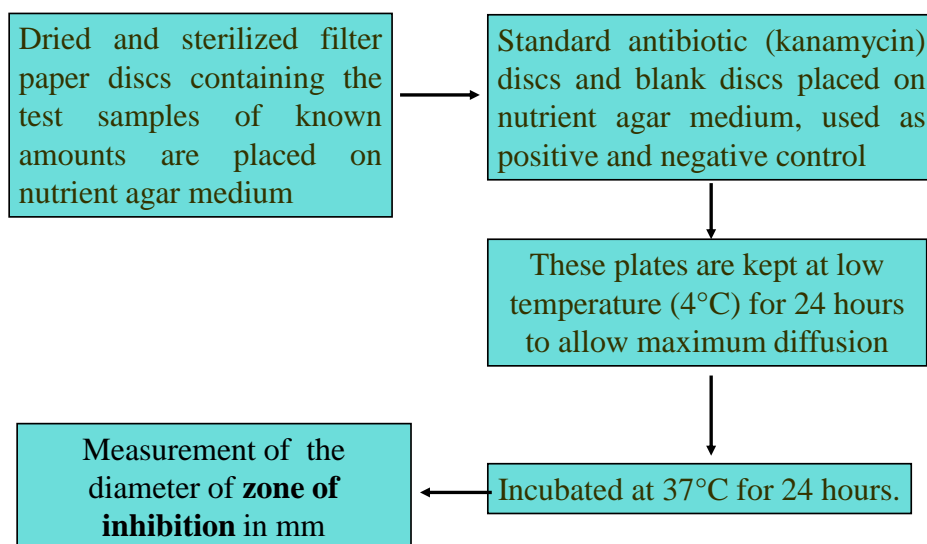 Dried and sterilized filter
paper discs containing the
test samples of known
amounts are placed on
nutrient agar medium
Standard antibiotic (kanamycin)
discs and blank discs placed on
nutrient agar medium, used as
positive and negative control
These plates are kept at low
temperature (4°C) for 24 hours
to allow maximum diffusion
Incubated at 37°C for 24 hours.
Measurement of the
diameter of zone of
inhibition in mm